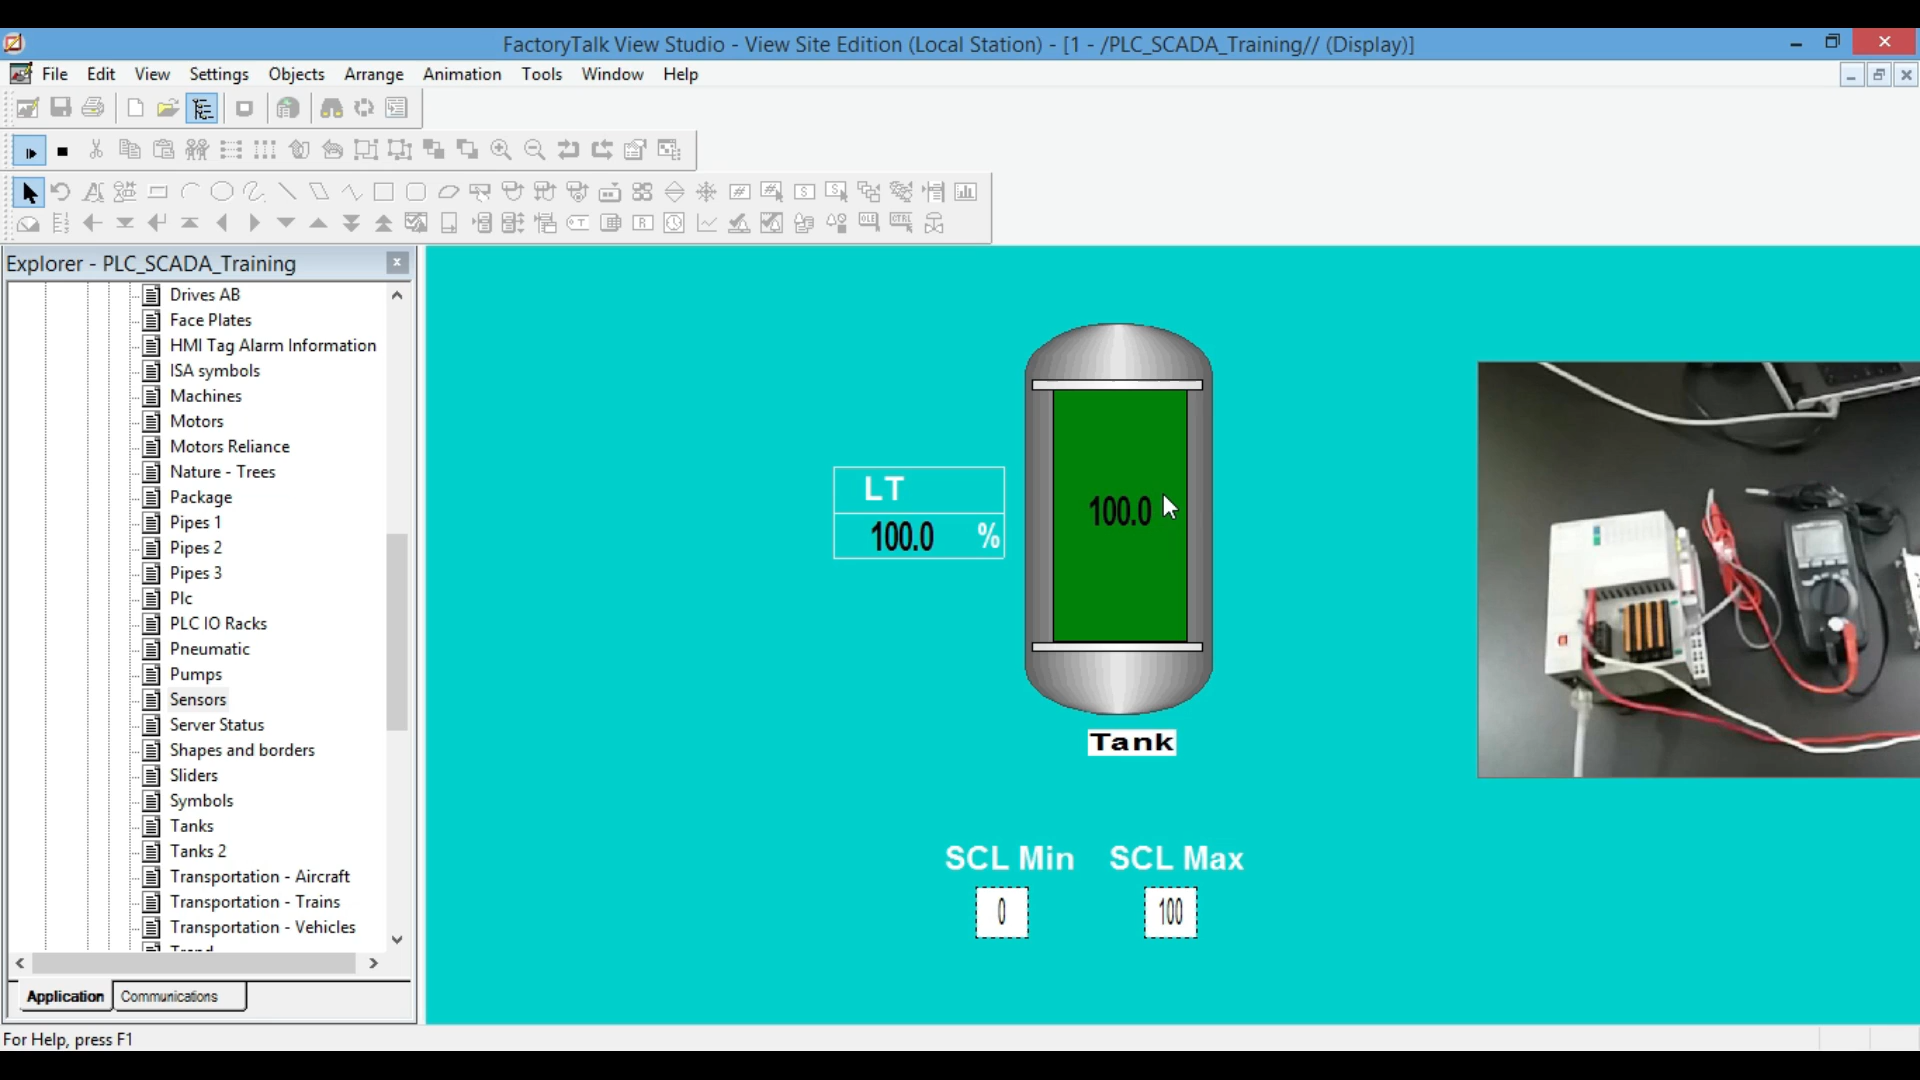 FactoryTalk View Studio - View Site Edition (Local Station) - [1 - /PLC_SCADA_Training// (Display)]
File Edit View Settings Objects Arrange Animation Tools Window Help
Explorer - PLC_SCADA_Training
Drives AB
Face Plates
HMI Tag Alarm Information
ISA symbols
Machines
Motors
Motors Reliance
Nature - Trees
Package
Pipes 1
Pipes 2
Pipes 3
Plc
PLC IO Racks
Pneumatic
Pumps
Sensors
Server Status
Shapes and borders
Sliders
Symbols
Tanks
Tanks 2
Transportation - Aircraft
Transportation - Trains
Transportation - Vehicles
Application Communications
For Help, press F1
LT
100.0 %
100.0
Tank
SCL Min SCL Max
0 100